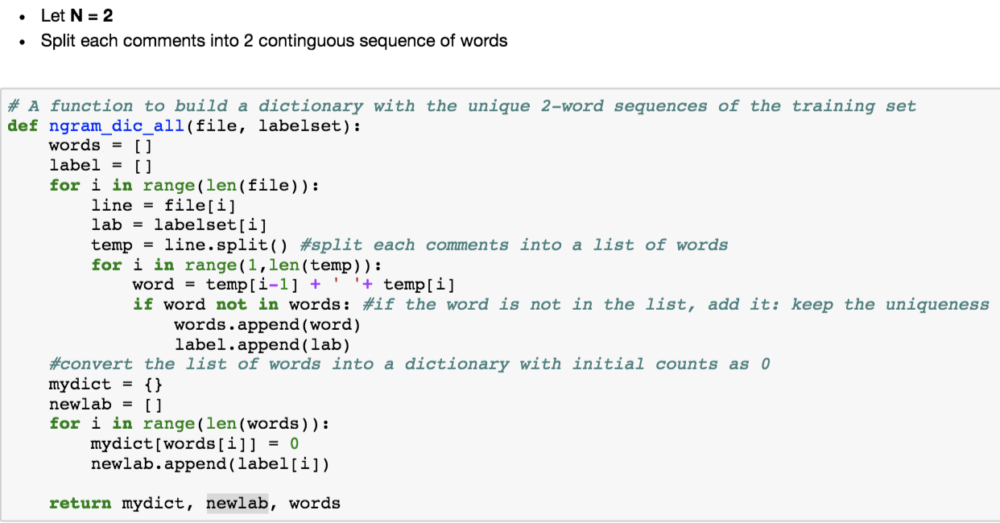 • Let N = 2
• Split each comments into 2 continguous sequence of words
# A function to build a dictionary with the unique 2-word sequences of the training set
def ngram_dic_all(file, labelset):
    words = []
    label = []
    for i in range(len(file)):
        line = file[i]
        lab = labelset[i]
        temp = line.split() #split each comments into a list of words
        for i in range(1,len(temp)):
            word = temp[i-1] + ' '+ temp[i]
            if word not in words: #if the word is not in the list, add it: keep the uniqueness
                words.append(word)
                label.append(lab)
    #convert the list of words into a dictionary with initial counts as 0
    mydict = {}
    newlab = []
    for i in range(len(words)):
        mydict[words[i]] = 0
        newlab.append(label[i])
    return mydict, newlab, words